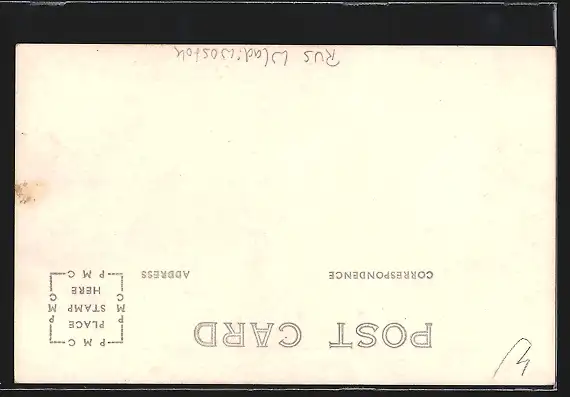 POST CARD
CORRESPONDENCE
ADDRESS
P M C
PLACE
STAMP
HERE
P M C
P M C
P M C
RUS Wladiwostok